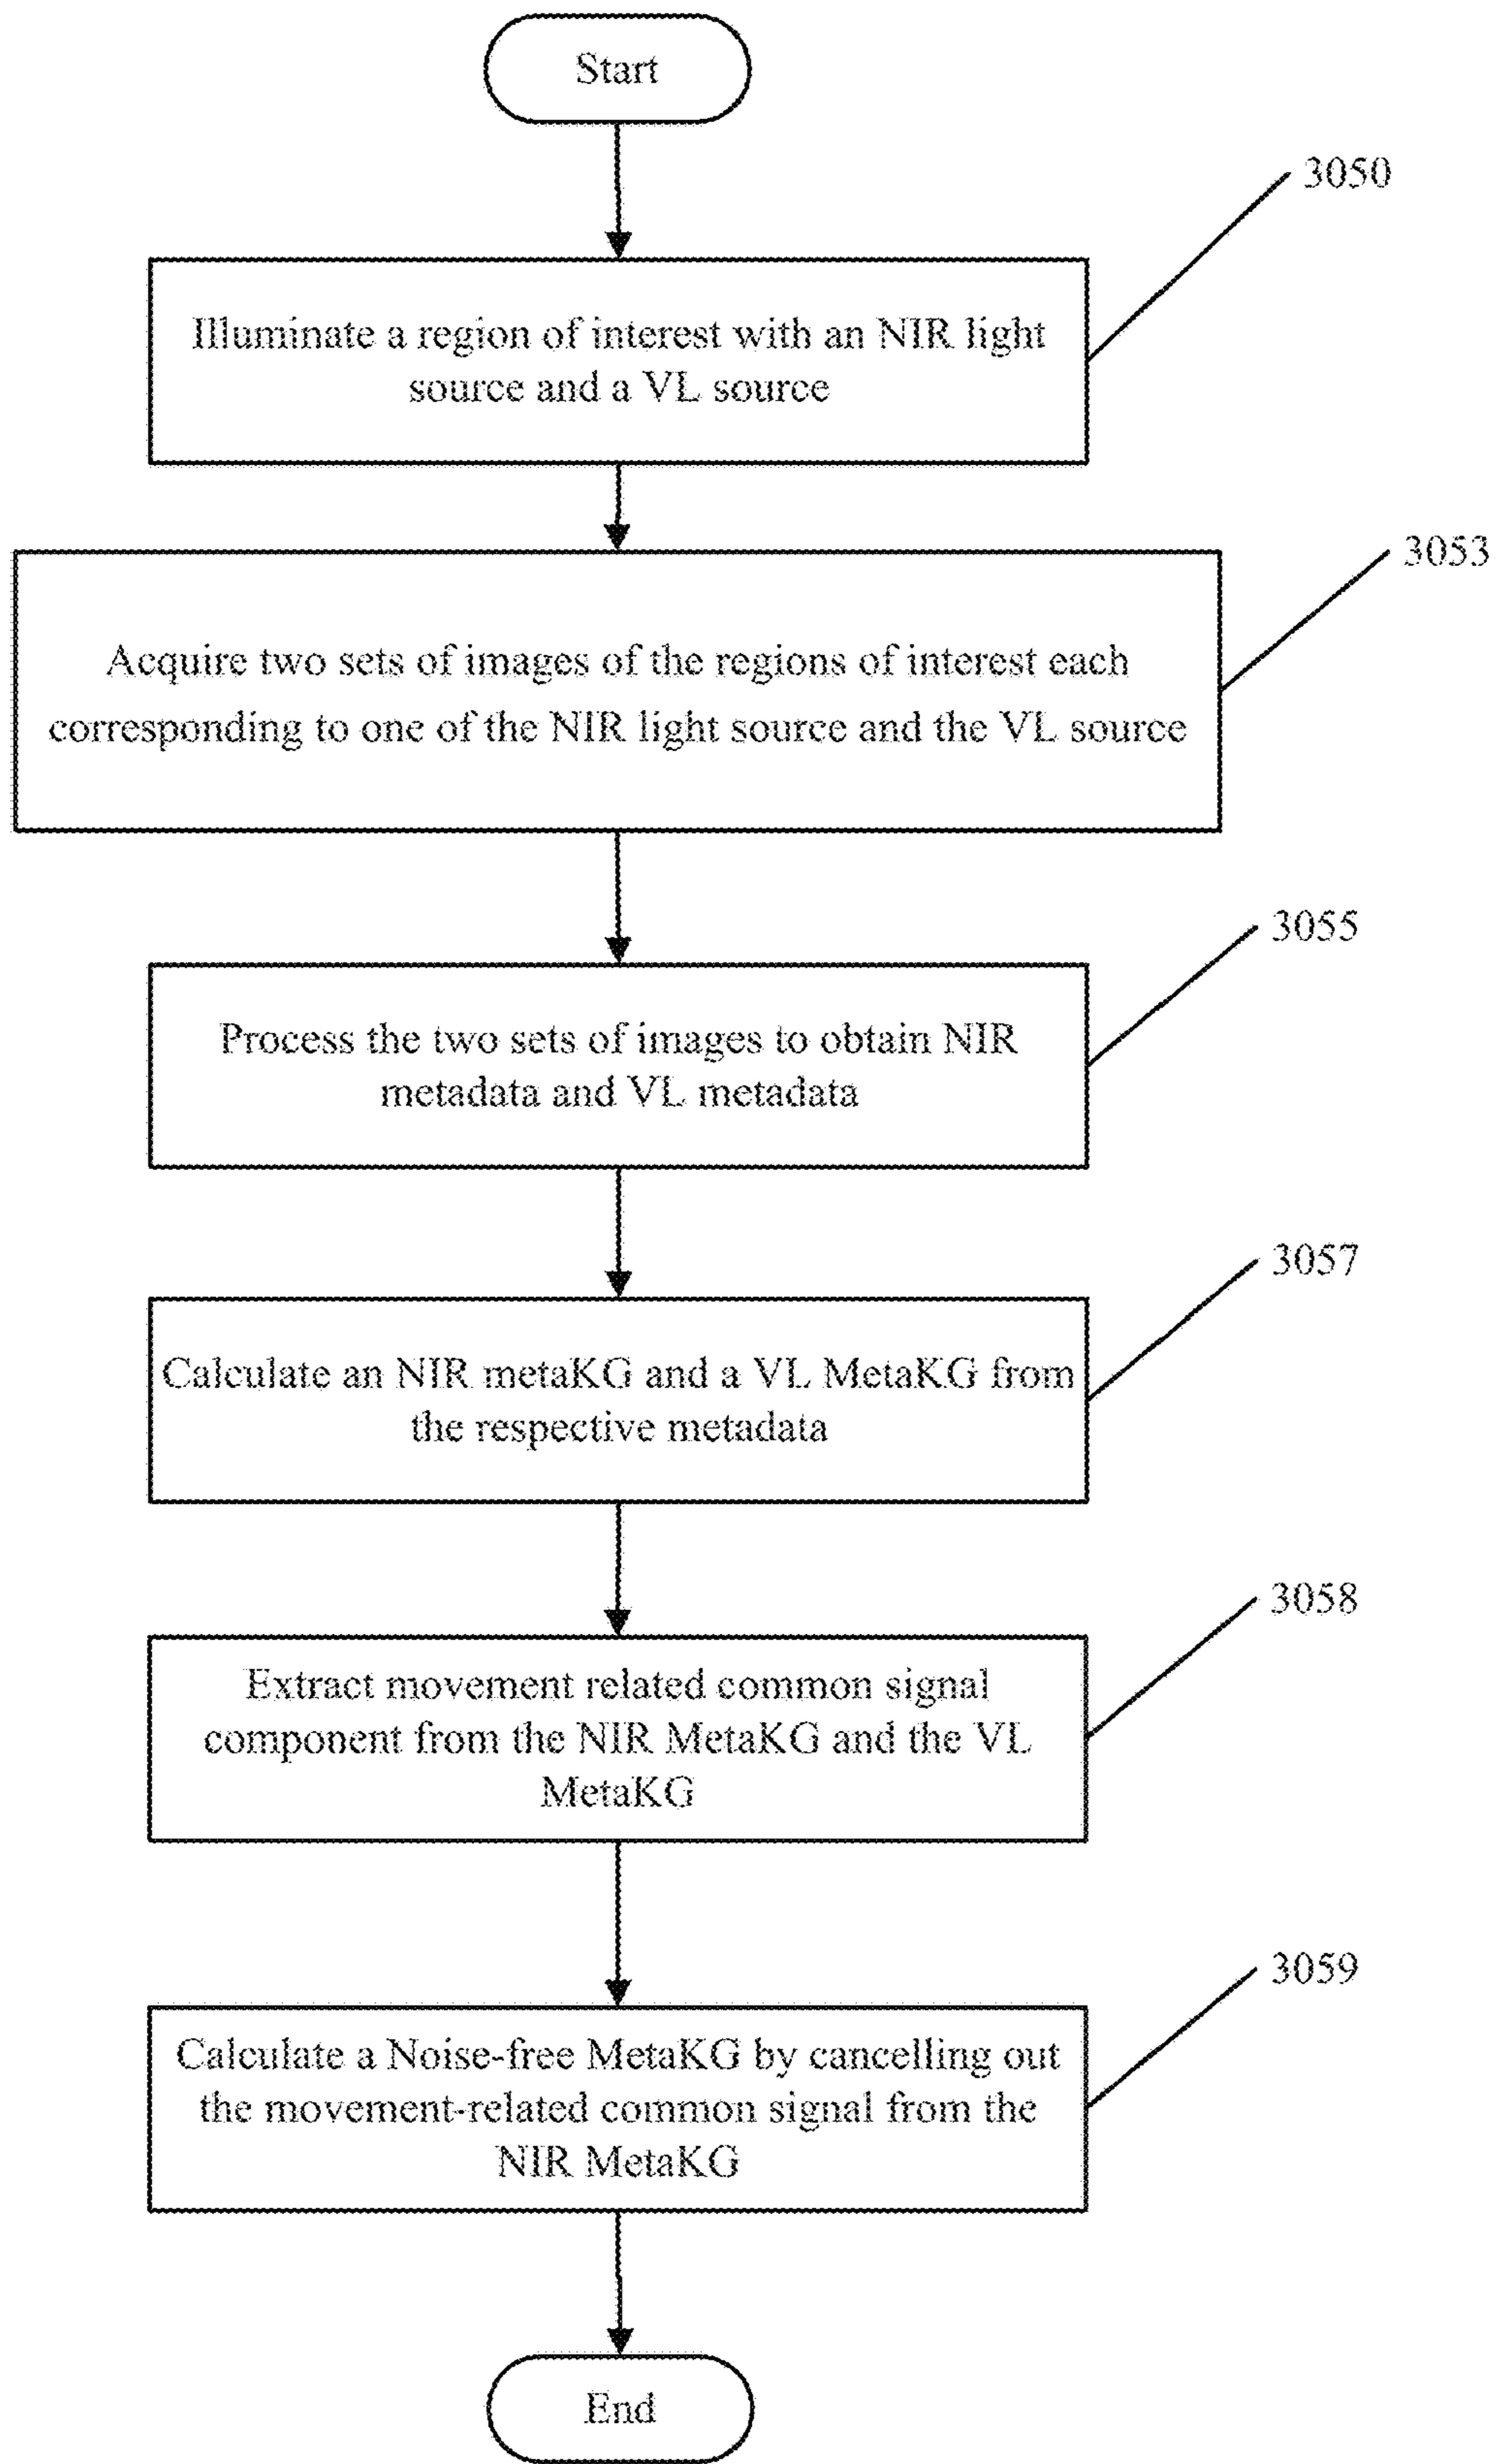 Start
3050
Illuminate a region of interest with an NIR light
source and a VL source
3053
Acquire two sets of images of the regions of interest each
corresponding to one of the NIR light source and the VL source
3055
Process the two sets of images to obtain NIR
metadata and VL metadata
3057
Calculate an NIR metaKG and a VL MetaKG from
the respective metadata
3058
Extract movement related common signal
component from the NIR MetaKG and the VL
MetaKG
3059
Calculate a Noise-free MetaKG by cancelling out
the movement-related common signal from the
NIR MetaKG
End